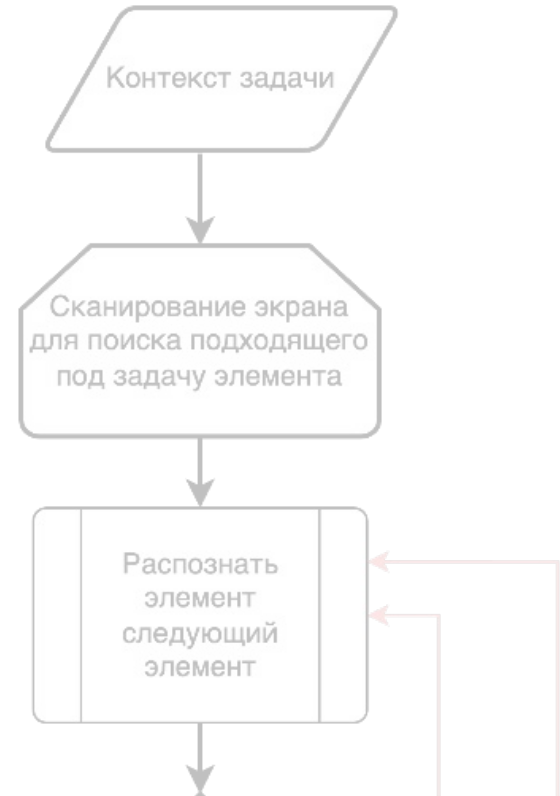 Контекст задачи
Сканирование экрана
для поиска подходящего
под задачу элемента
Распознать
элемент
следующий
элемент